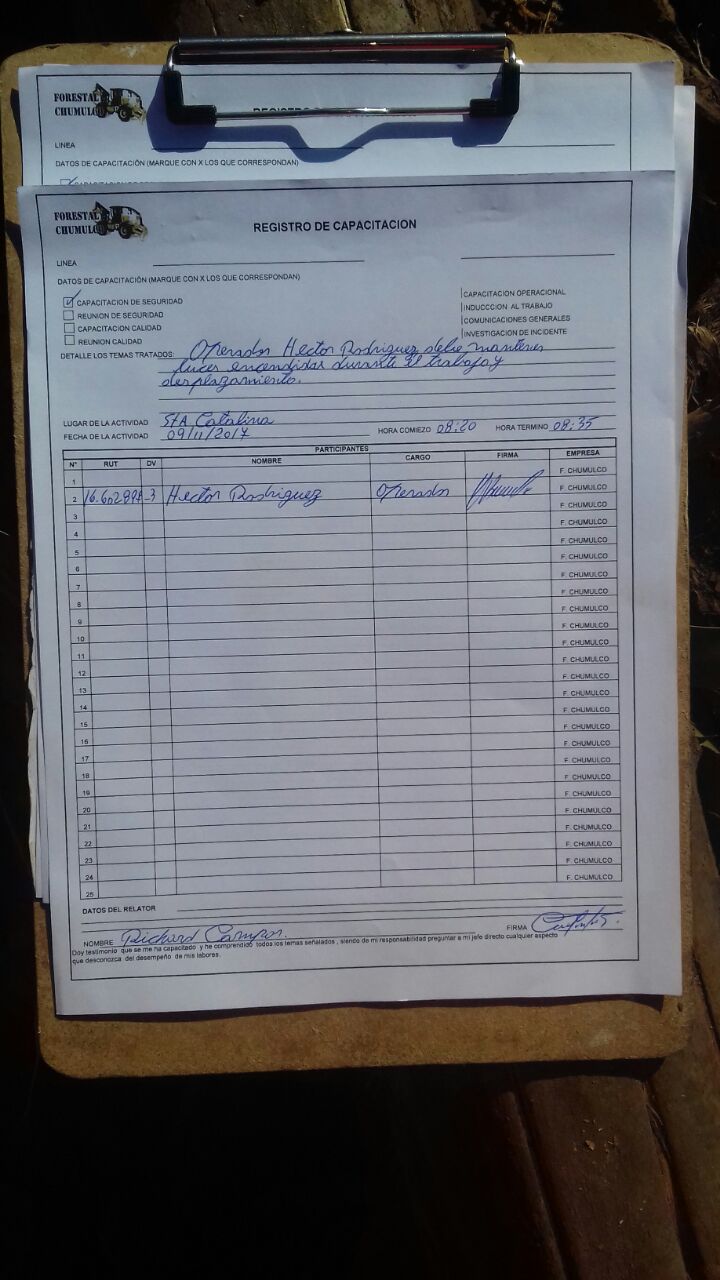 FORESTAL
CHUMULCO
LINEA
DATOS DE CAPACITACIÓN (MARQUE CON X LOS QUE CORRESPONDAN)
FORESTAL
CHUMULCO
REGISTRO DE CAPACITACION
LINEA
DATOS DE CAPACITACIÓN (MARQUE CON X LOS QUE CORRESPONDAN)
CAPACITACION DE SEGURIDAD CAPACITACION OPERACIONAL
REUNION DE SEGURIDAD INDUCCCION AL TRABAJO
CAPACITACION CALIDAD COMUNICACIONES GENERALES
REUNION CALIDAD INVESTIGACION DE INCIDENTE
DETALLE LOS TEMAS TRATADOS: Operador Hector Rodriguez debe mantener
luces encendidas durante el trabajo y
desplazamiento.
LUGAR DE LA ACTIVIDAD StA Catalina
FECHA DE LA ACTIVIDAD 09/11/2017 HORA COMIEZO 08:20 HORA TERMINO 08:35
PARTICIPANTES
N° RUT DV NOMBRE CARGO FIRMA EMPRESA
1 F. CHUMULCO
2 3 Hector Rodriguez Operador F. CHUMULCO
3 F. CHUMULCO
4 F. CHUMULCO
5 F. CHUMULCO
6 F. CHUMULCO
7 F. CHUMULCO
8 F. CHUMULCO
9 F. CHUMULCO
10 F. CHUMULCO
11 F. CHUMULCO
12 F. CHUMULCO
13 F. CHUMULCO
14 F. CHUMULCO
15 F. CHUMULCO
16 F. CHUMULCO
17 F. CHUMULCO
18 F. CHUMULCO
19 F. CHUMULCO
20 F. CHUMULCO
21 F. CHUMULCO
22 F. CHUMULCO
23 F. CHUMULCO
24 F. CHUMULCO
25
DATOS DEL RELATOR
NOMBRE Richard Campos. FIRMA
Doy testimonio que se me ha capacitado y he comprendido todos los temas señalados, siendo de mi responsabilidad preguntar a mi jefe directo cualquier aspecto
que desconozca del desempeño de mis labores.